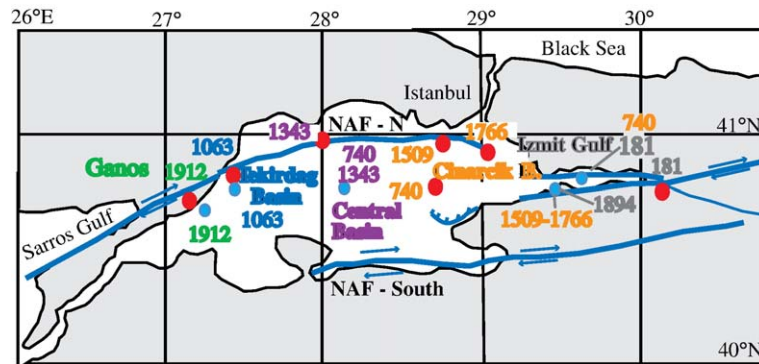 26°E
27°
28°
29°
30°
Black Sea
Istanbul
41°N
740
1766
1343
NAF - N
1063
1509
Izmit Gulf
181
Ganos
1912
740
1343
Cinarcik B.
181
Tekirdag
Basin
740
Central
Basin
1894
1063
1509-1766
1912
Sarros Gulf
NAF - South
40°N